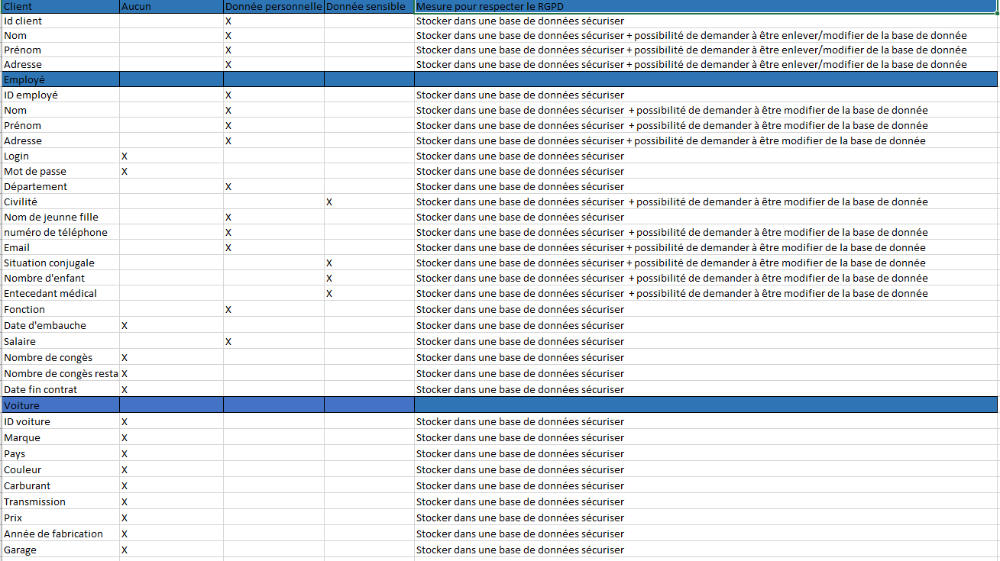 Client Aucun Donnée personnelle Donnée sensible Mesure pour respecter le RGPD
Id client X Stocker dans une base de données sécuriser
Nom X Stocker dans une base de données sécuriser + possibilité de demander à être enlever/modifier de la base de donnée
Prénom X Stocker dans une base de données sécuriser + possibilité de demander à être enlever/modifier de la base de donnée
Adresse X Stocker dans une base de données sécuriser + possibilité de demander à être enlever/modifier de la base de donnée
Employé
ID employé X Stocker dans une base de données sécuriser
Nom X Stocker dans une base de données sécuriser + possibilité de demander à être modifier de la base de donnée
Prénom X Stocker dans une base de données sécuriser + possibilité de demander à être modifier de la base de donnée
Adresse X Stocker dans une base de données sécuriser + possibilité de demander à être modifier de la base de donnée
Login X Stocker dans une base de données sécuriser
Mot de passe X Stocker dans une base de données sécuriser
Département X Stocker dans une base de données sécuriser
Civilité X Stocker dans une base de données sécuriser + possibilité de demander à être modifier de la base de donnée
Nom de jeunne fille X Stocker dans une base de données sécuriser
numéro de téléphone X Stocker dans une base de données sécuriser + possibilité de demander à être modifier de la base de donnée
Email X Stocker dans une base de données sécuriser + possibilité de demander à être modifier de la base de donnée
Situation conjugale X Stocker dans une base de données sécuriser + possibilité de demander à être modifier de la base de donnée
Nombre d'enfant X Stocker dans une base de données sécuriser + possibilité de demander à être modifier de la base de donnée
Entecedant médical X Stocker dans une base de données sécuriser + possibilité de demander à être modifier de la base de donnée
Fonction X Stocker dans une base de données sécuriser
Date d'embauche X Stocker dans une base de données sécuriser
Salaire X Stocker dans une base de données sécuriser
Nombre de congès X Stocker dans une base de données sécuriser
Nombre de congès resta X Stocker dans une base de données sécuriser
Date fin contrat X Stocker dans une base de données sécuriser
Voiture
ID voiture X Stocker dans une base de données sécuriser
Marque X Stocker dans une base de données sécuriser
Pays X Stocker dans une base de données sécuriser
Couleur X Stocker dans une base de données sécuriser
Carburant X Stocker dans une base de données sécuriser
Transmission X Stocker dans une base de données sécuriser
Prix X Stocker dans une base de données sécuriser
Année de fabrication X Stocker dans une base de données sécuriser
Garage X Stocker dans une base de données sécuriser